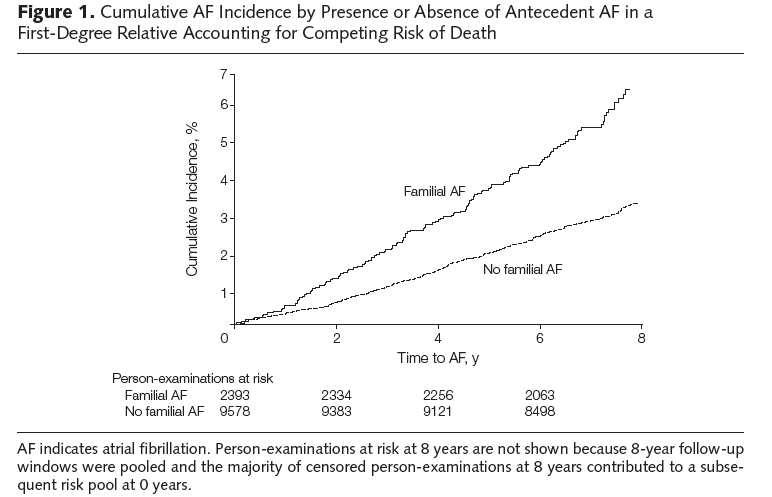 Figure 1. Cumulative AF Incidence by Presence or Absence of Antecedent AF in a
First-Degree Relative Accounting for Competing Risk of Death
7
6
5
4
3
2
1
Cumulative Incidence, %
Familial AF
No familial AF
0 2 4 6 8
Time to AF, y
Person-examinations at risk
Familial AF 2393 2334 2256 2063
No familial AF 9578 9383 9121 8498
AF indicates atrial fibrillation. Person-examinations at risk at 8 years are not shown because 8-year follow-up
windows were pooled and the majority of censored person-examinations at 8 years contributed to a subse-
quent risk pool at 0 years.